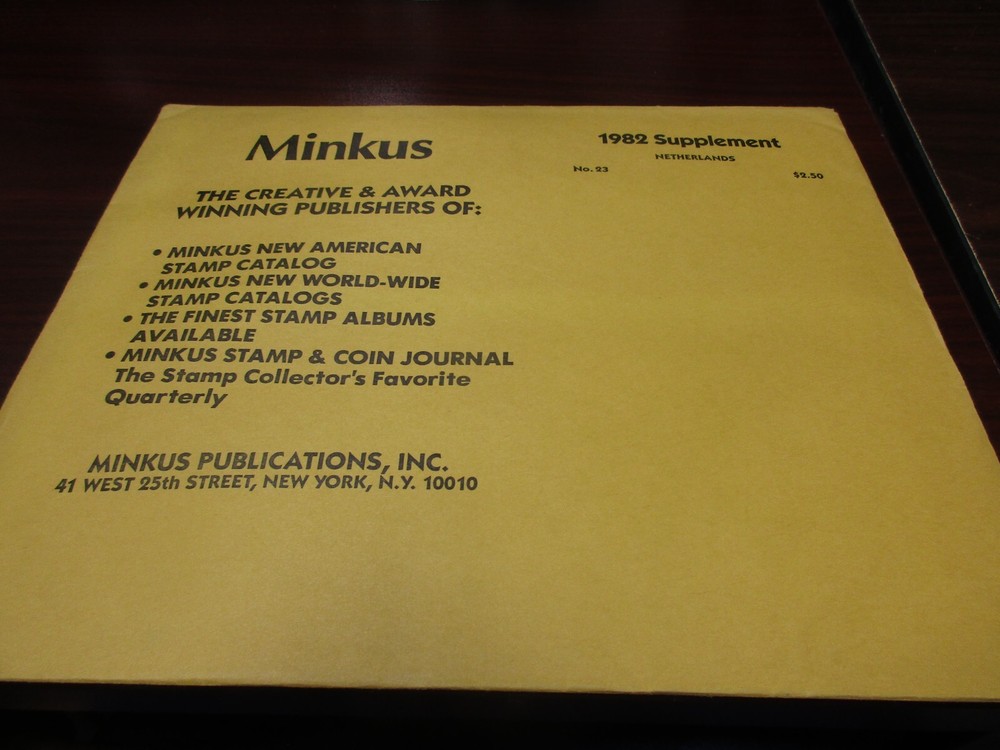 Minkus
THE CREATIVE & AWARD
WINNING PUBLISHERS OF:
• MINKUS NEW AMERICAN
STAMP CATALOG
• MINKUS NEW WORLD-WIDE
STAMP CATALOGS
• THE FINEST STAMP ALBUMS
AVAILABLE
• MINKUS STAMP & COIN JOURNAL
The Stamp Collector's Favorite
Quarterly
MINKUS PUBLICATIONS, INC.
41 WEST 25th STREET, NEW YORK, N.Y. 10010
1982 Supplement
NETHERLANDS
No. 23
$2.50